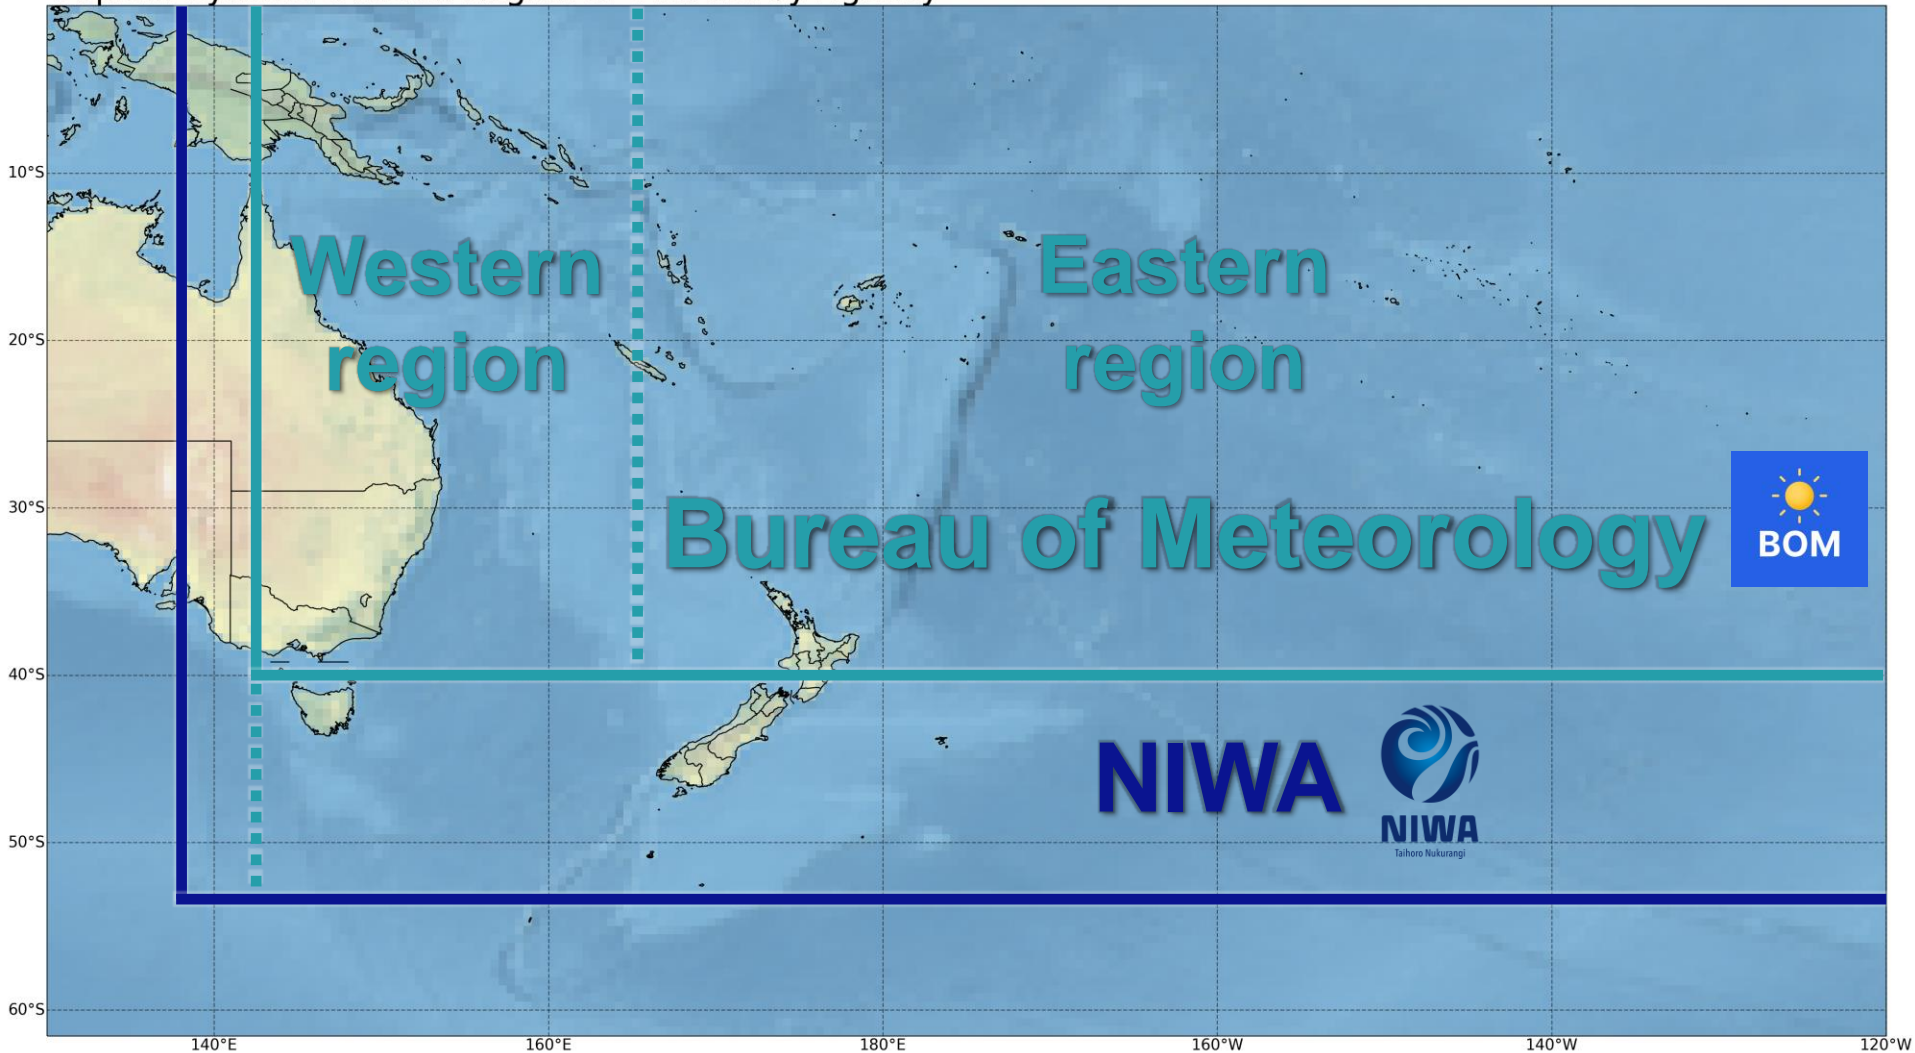 10°S
Western
region
Eastern
region
20°S
30°S
Bureau of Meteorology
BOM
40°S
NIWA
NIWA
Taihoro Nukurangi
50°S
60°S
140°E
160°E
180°E
160°W
140°W
120°W